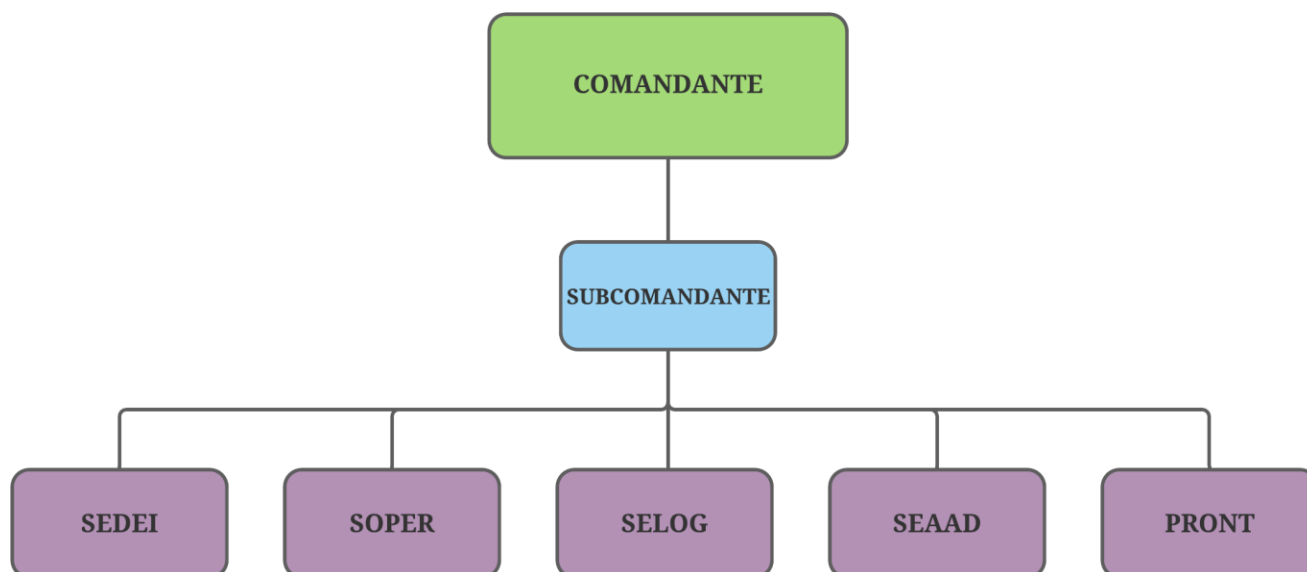 COMANDANTE
SUBCOMANDANTE
SEDEI
SOPER
SELOG
SEAAD
PRONT